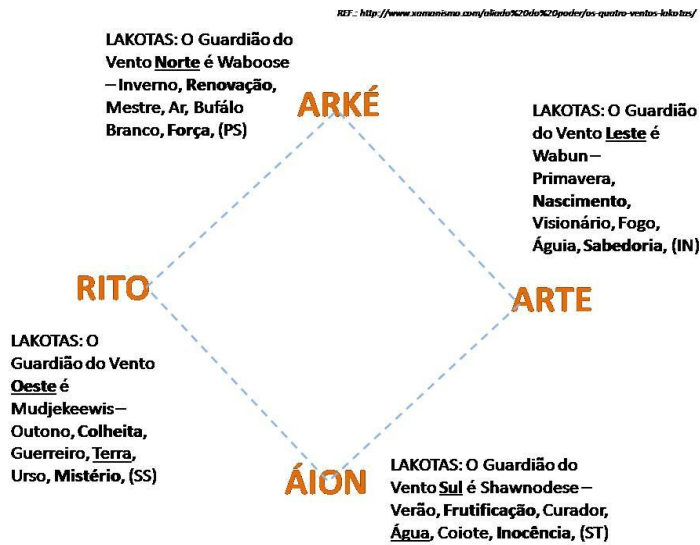 REF.: http://www.xamanismo.com/aliado%20do%20poder/os-quatro-ventos-lakotas/
LAKOTAS: O Guardião do
Vento Norte é Waboose
– Inverno, Renovação,
Mestre, Ar, Bufálo
Branco, Força, (PS)
ARKÉ
LAKOTAS: O Guardião
do Vento Leste é
Wabun –
Primavera,
Nascimento,
Visionário, Fogo,
Águia, Sabedoria, (IN)
RITO
ARTE
LAKOTAS: O
Guardião do Vento
Oeste é
Mudjekeewis –
Outono, Colheita,
Guerreiro, Terra,
Urso, Mistério, (SS)
ÁION
LAKOTAS: O Guardião do
Vento Sul é Shawnodese –
Verão, Frutificação, Curador,
Água, Coiote, Inocência, (ST)